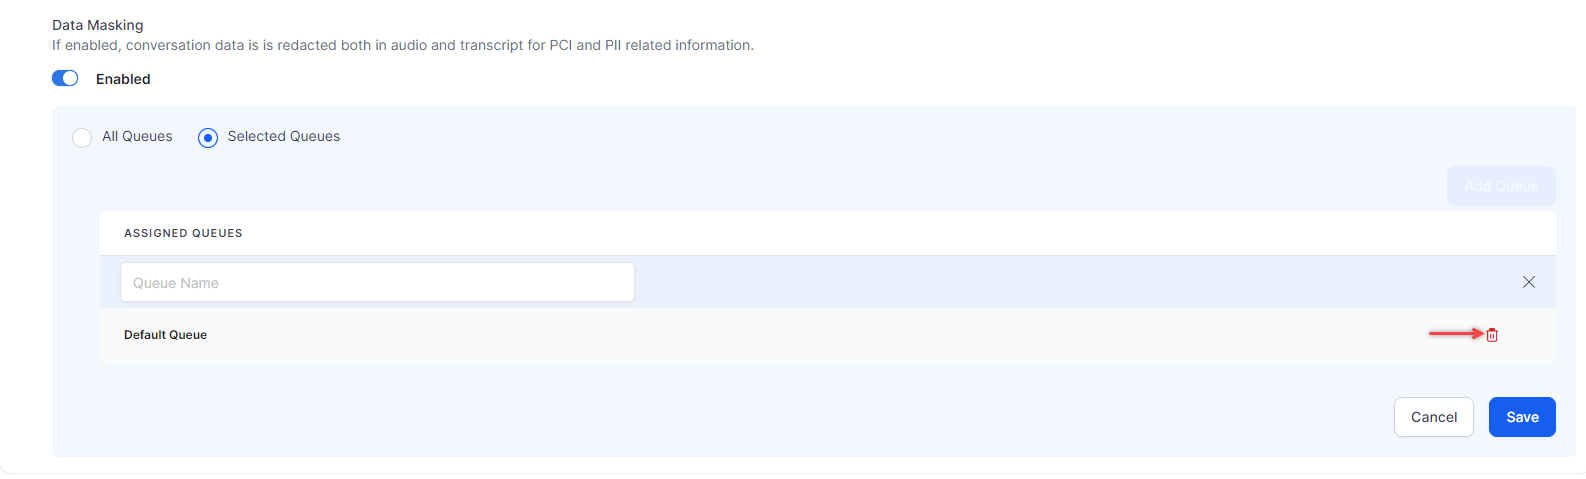 Data Masking
If enabled, conversation data is is redacted both in audio and transcript for PCI and PII related information.
Enabled
All Queues Selected Queues
Add Queue
ASSIGNED QUEUES
Queue Name
Default Queue
Cancel Save